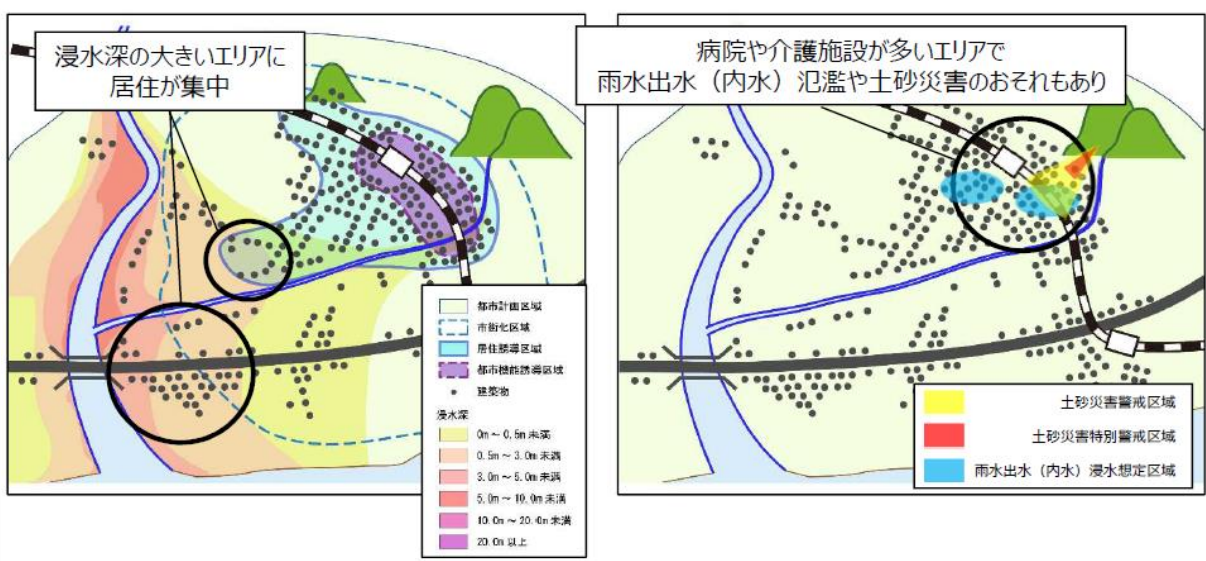 浸水深の大きいエリアに
居住が集中
都市計画区域
市街化区域
居住誘導区域
都市機能誘導区域
建築物
浸水深
0m～0.5m未満
0.5m～3.0m未満
3.0m～5.0m未満
5.0m～10.0m未満
10.0m～20.0m未満
20.0m以上
病院や介護施設が多いエリアで
雨水出水（内水）氾濫や土砂災害のおそれもあり
土砂災害警戒区域
土砂災害特別警戒区域
雨水出水（内水）浸水想定区域